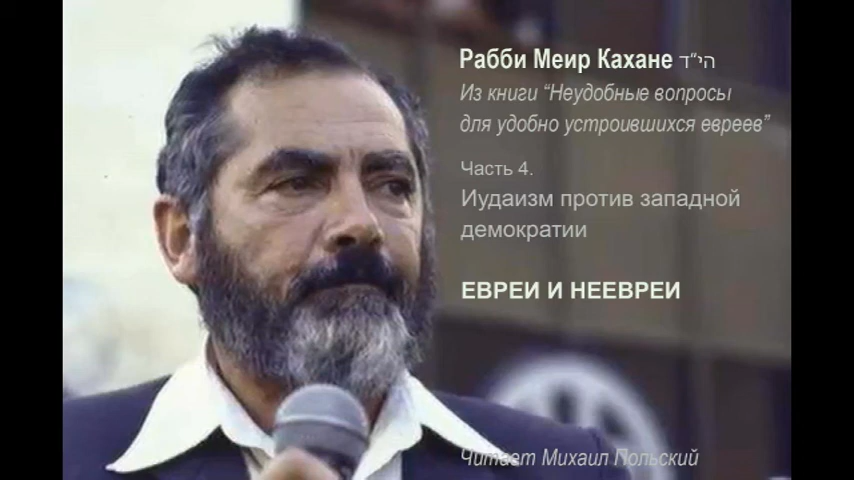 Рабби Меир Кахане הי"ד
Из книги “Неудобные вопросы
для удобно устроившихся евреев”
Часть 4.
Иудаизм против западной
демократии
ЕВРЕИ И НЕЕВРЕИ
Читает Михаил Польский